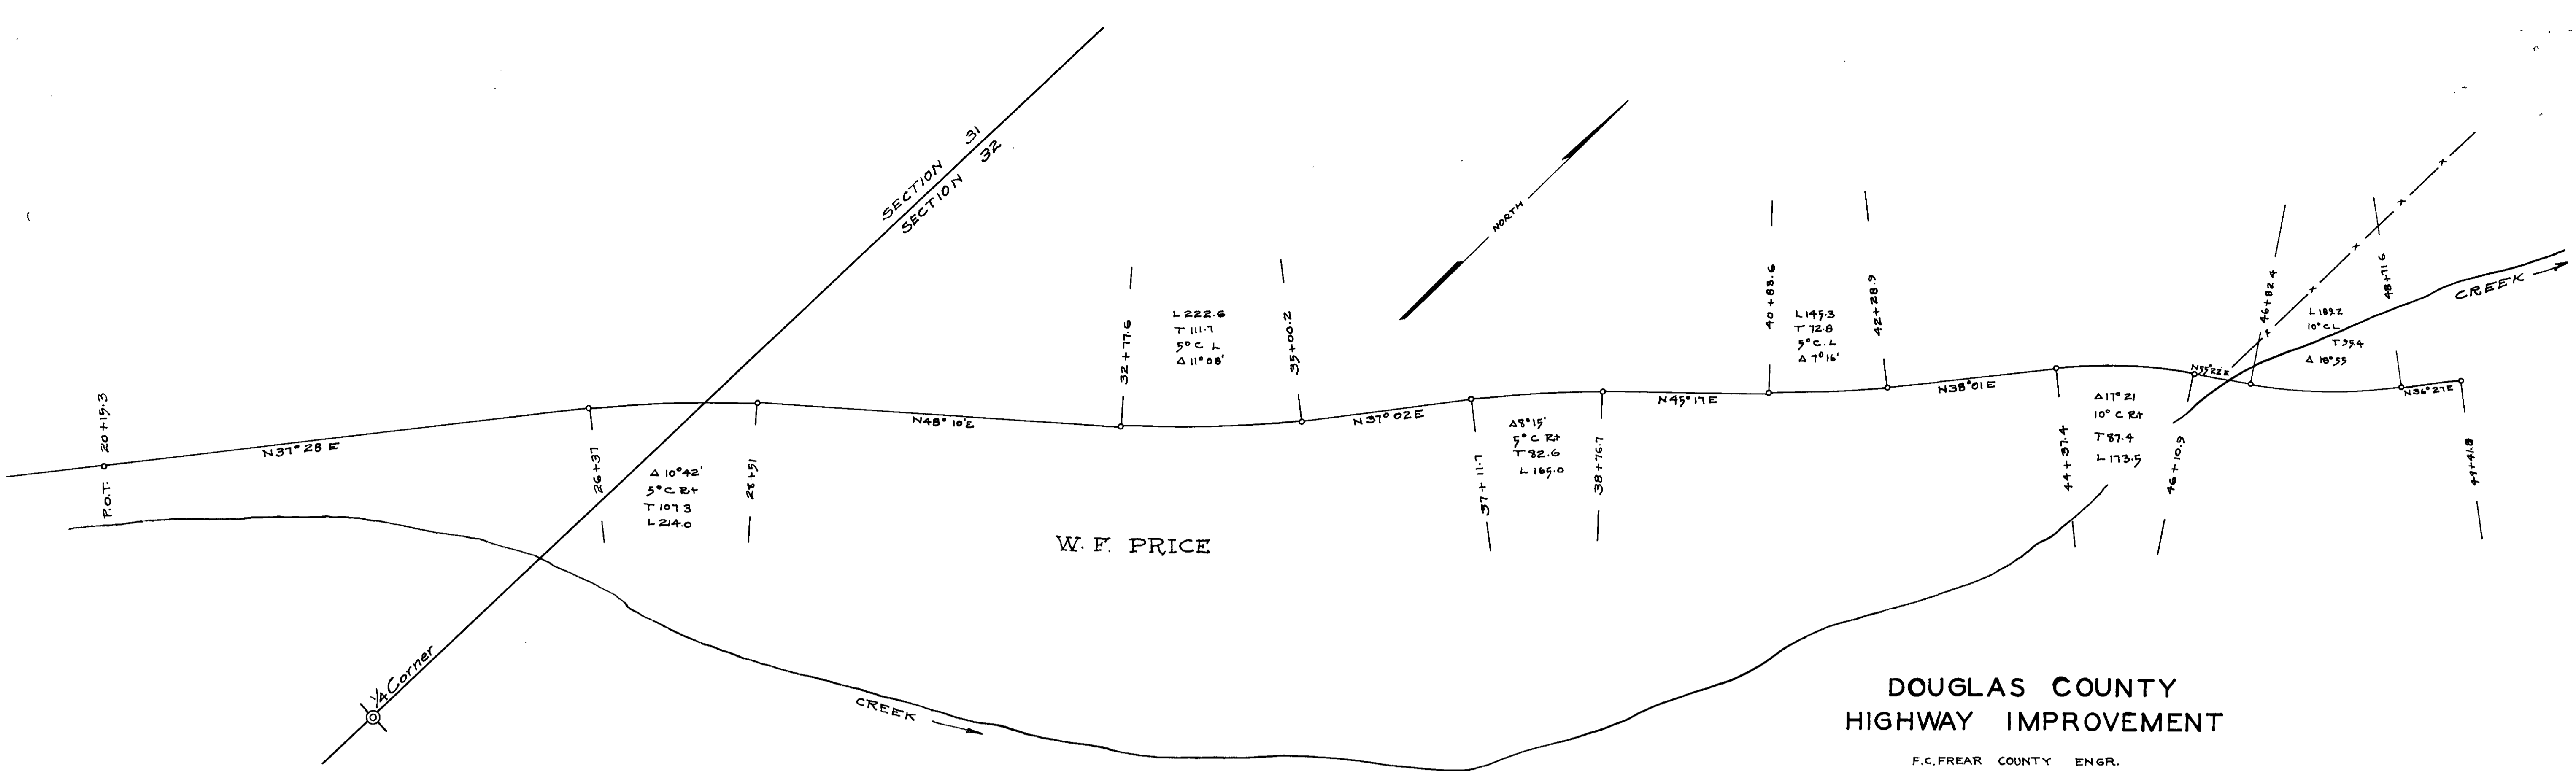 P.O.T. 20+15.3
N37°28E
26+37
Δ 10°42'
5°C Rt
T 107 3
L 214.0
28+51
SECTION 31
SECTION 32
1/4 Corner
N48°10'E
32+77.6
L 222.6
T 111.7
5°C L
Δ 11°08'
35+00.2
N37°02E
W. F. PRICE
CREEK
NORTH
37+11.7
Δ8°15'
5°C Rt
T 82.6
L 165.0
38+76.7
N45°17E
40+83.6
L 145.3
T 72.8
5°C.L
Δ 7°16'
42+28.9
N38°01E
44+37.4
Δ17°21
10°C Rt
T 87.4
L 173.5
46+10.9
N55°22'E
46+82.4
L 189.2
10°C L
T 95.4
Δ 18°55
48+71 6
N36°27E
49+41.8
CREEK
DOUGLAS COUNTY
HIGHWAY IMPROVEMENT
F.C. FREAR COUNTY ENGR.